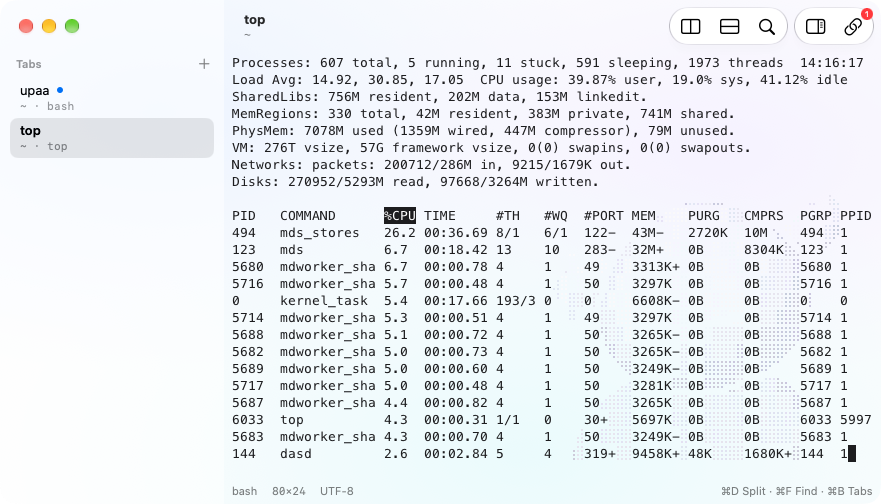 top
~
1
Tabs
upaa
~ · bash
top
~ · top
Processes: 607 total, 5 running, 11 stuck, 591 sleeping, 1973 threads  14:16:17
Load Avg: 14.92, 30.85, 17.05  CPU usage: 39.87% user, 19.0% sys, 41.12% idle
SharedLibs: 756M resident, 202M data, 153M linkedit.
MemRegions: 330 total, 42M resident, 383M private, 741M shared.
PhysMem: 7078M used (1359M wired, 447M compressor), 79M unused.
VM: 276T vsize, 57G framework vsize, 0(0) swapins, 0(0) swapouts.
Networks: packets: 200712/286M in, 9215/1679K out.
Disks: 270952/5293M read, 97668/3264M written.
PID   COMMAND      %CPU TIME     #TH   #WQ  #PORT MEM    PURG   CMPRS  PGRP PPID
494   mds_stores   26.2 00:36.69 8/1   6/1  122-  43M-   2720K  10M    494  1
123   mds          6.7  00:18.42 13    10   283-  32M+   0B     8304K  123  1
5680  mdworker_sha 6.7  00:00.78 4     1    49    3313K+ 0B     0B     5680 1
5716  mdworker_sha 5.7  00:00.48 4     1    50    3297K  0B     0B     5716 1
0     kernel_task  5.4  00:17.66 193/3 0    0     6608K- 0B     0B     0    0
5714  mdworker_sha 5.3  00:00.51 4     1    49    3297K  0B     0B     5714 1
5688  mdworker_sha 5.1  00:00.72 4     1    50    3265K- 0B     0B     5688 1
5682  mdworker_sha 5.0  00:00.73 4     1    50    3265K- 0B     0B     5682 1
5689  mdworker_sha 5.0  00:00.60 4     1    50    3249K- 0B     0B     5689 1
5717  mdworker_sha 5.0  00:00.48 4     1    50    3281K  0B     0B     5717 1
5687  mdworker_sha 4.4  00:00.82 4     1    50    3265K  0B     0B     5687 1
6033  top          4.3  00:00.31 1/1   0    30+   5697K  0B     0B     6033 5997
5683  mdworker_sha 4.3  00:00.70 4     1    50    3249K- 0B     0B     5683 1
144   dasd         2.6  00:02.84 5     4    319+  9458K+ 48K    1680K+ 144  1
bash  80×24  UTF-8
⌘D Split · ⌘F Find · ⌘B Tabs